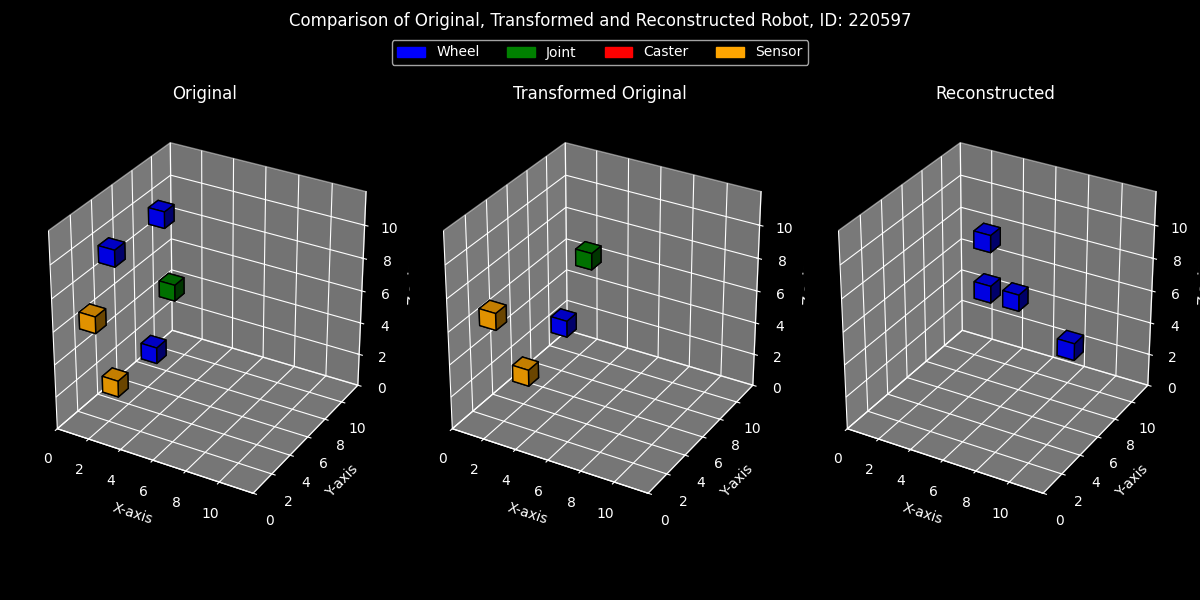 Comparison of Original, Transformed and Reconstructed Robot, ID: 220597
Wheel Joint Caster Sensor
Original
Transformed Original
Reconstructed
10
8
6
4
2
0
0 2 4 6 8 10
X-axis
0 2 4 6 8 10
Y-axis
10
8
6
4
2
0
0 2 4 6 8 10
X-axis
0 2 4 6 8 10
Y-axis
10
8
6
4
2
0
0 2 4 6 8 10
X-axis
0 2 4 6 8 10
Y-axis